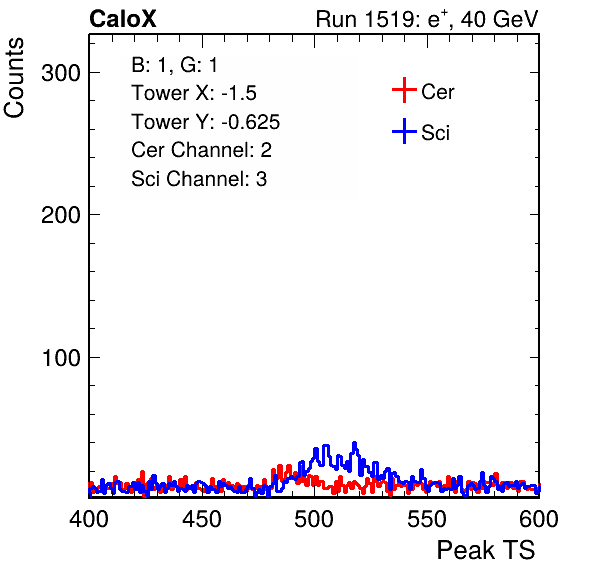 CaloX Run 1519: e+, 40 GeV
Counts
300
200
100
B: 1, G: 1
Tower X: -1.5
Tower Y: -0.625
Cer Channel: 2
Sci Channel: 3
Cer
Sci
400 450 500 550 600
Peak TS